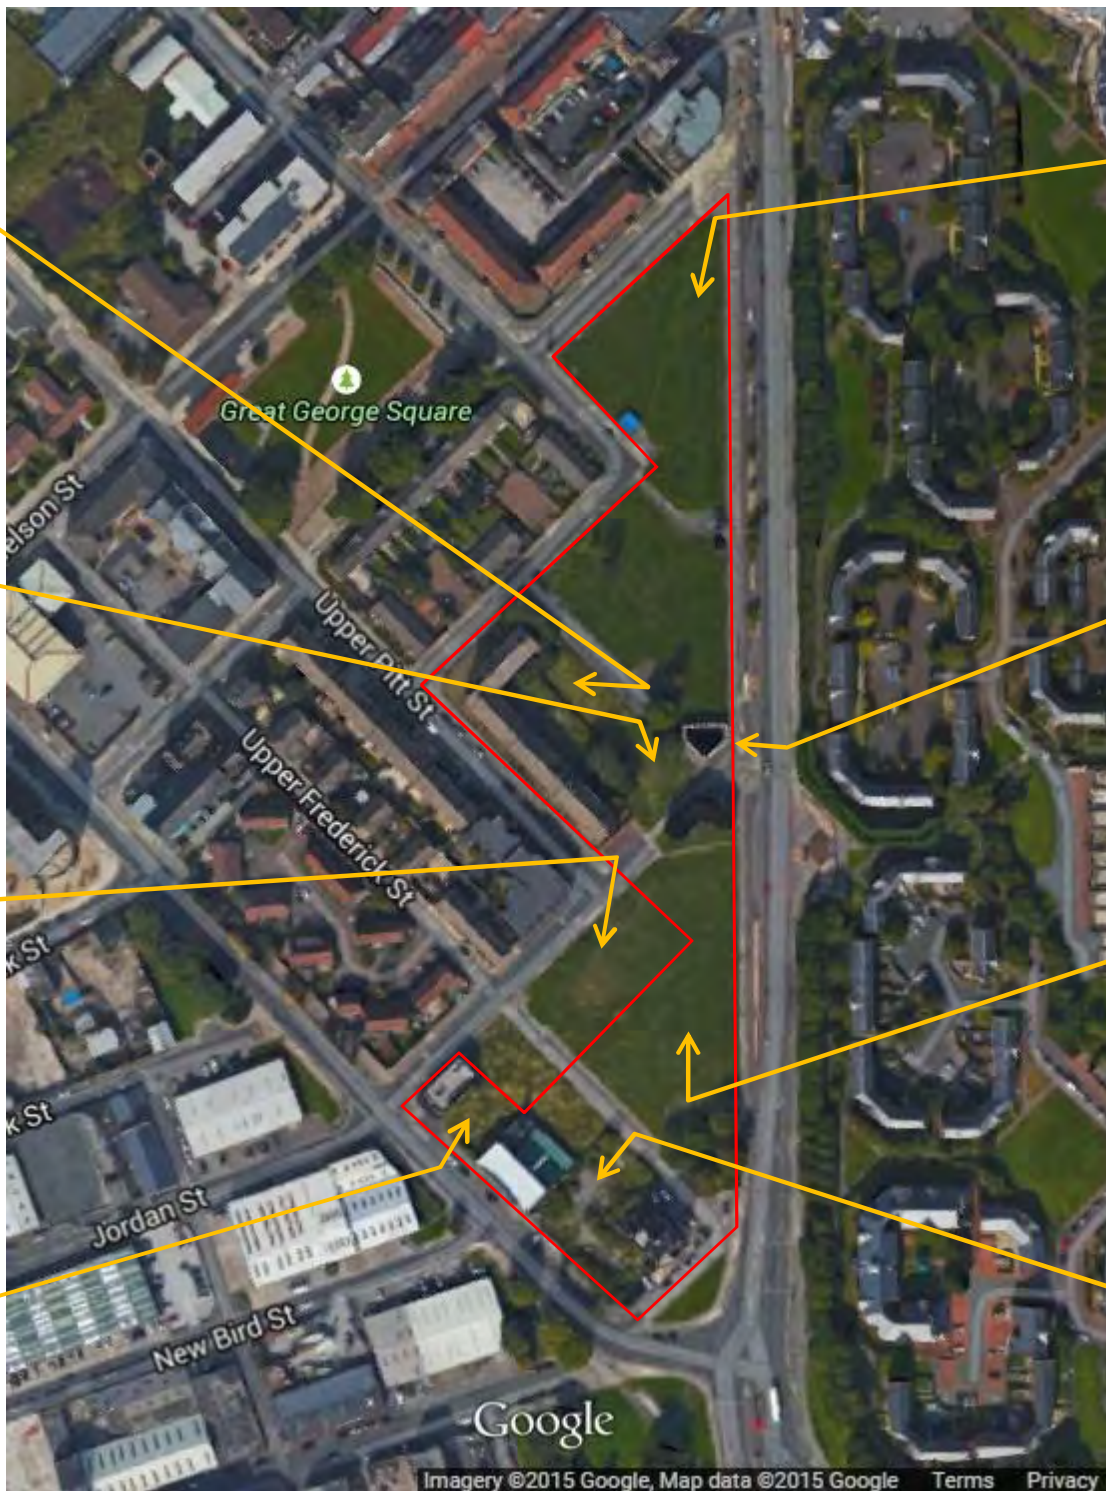 Great George Square
elson St
Upper Pitt St
Upper Frederick St
k St
k St
Jordan St
New Bird St
Google
Imagery ©2015 Google, Map data ©2015 Google Terms Privacy